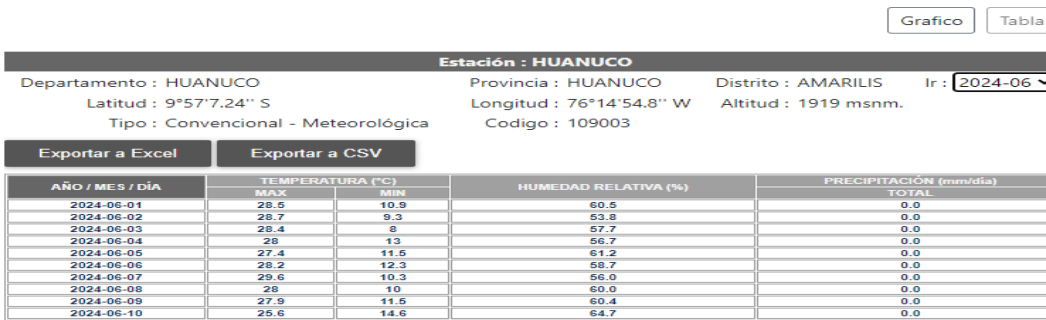 Grafico Tabla
Estación : HUANUCO
Departamento : HUANUCO Provincia : HUANUCO Distrito : AMARILIS Ir : 2024-06
Latitud : 9°57'7.24'' S Longitud : 76°14'54.8'' W Altitud : 1919 msnm.
Tipo : Convencional - Meteorológica Codigo : 109003
Exportar a Excel Exportar a CSV
AÑO / MES / DÍA TEMPERATURA (°C) HUMEDAD RELATIVA (%) PRECIPITACIÓN (mm/día)
MAX MIN TOTAL
2024-06-01 28.5 10.9 60.5 0.0
2024-06-02 28.7 9.3 53.8 0.0
2024-06-03 28.4 8 57.7 0.0
2024-06-04 28 13 56.7 0.0
2024-06-05 27.4 11.5 61.2 0.0
2024-06-06 28.2 12.3 58.7 0.0
2024-06-07 29.6 10.3 56.0 0.0
2024-06-08 28 10 60.0 0.0
2024-06-09 27.9 11.5 60.4 0.0
2024-06-10 25.6 14.6 64.7 0.0